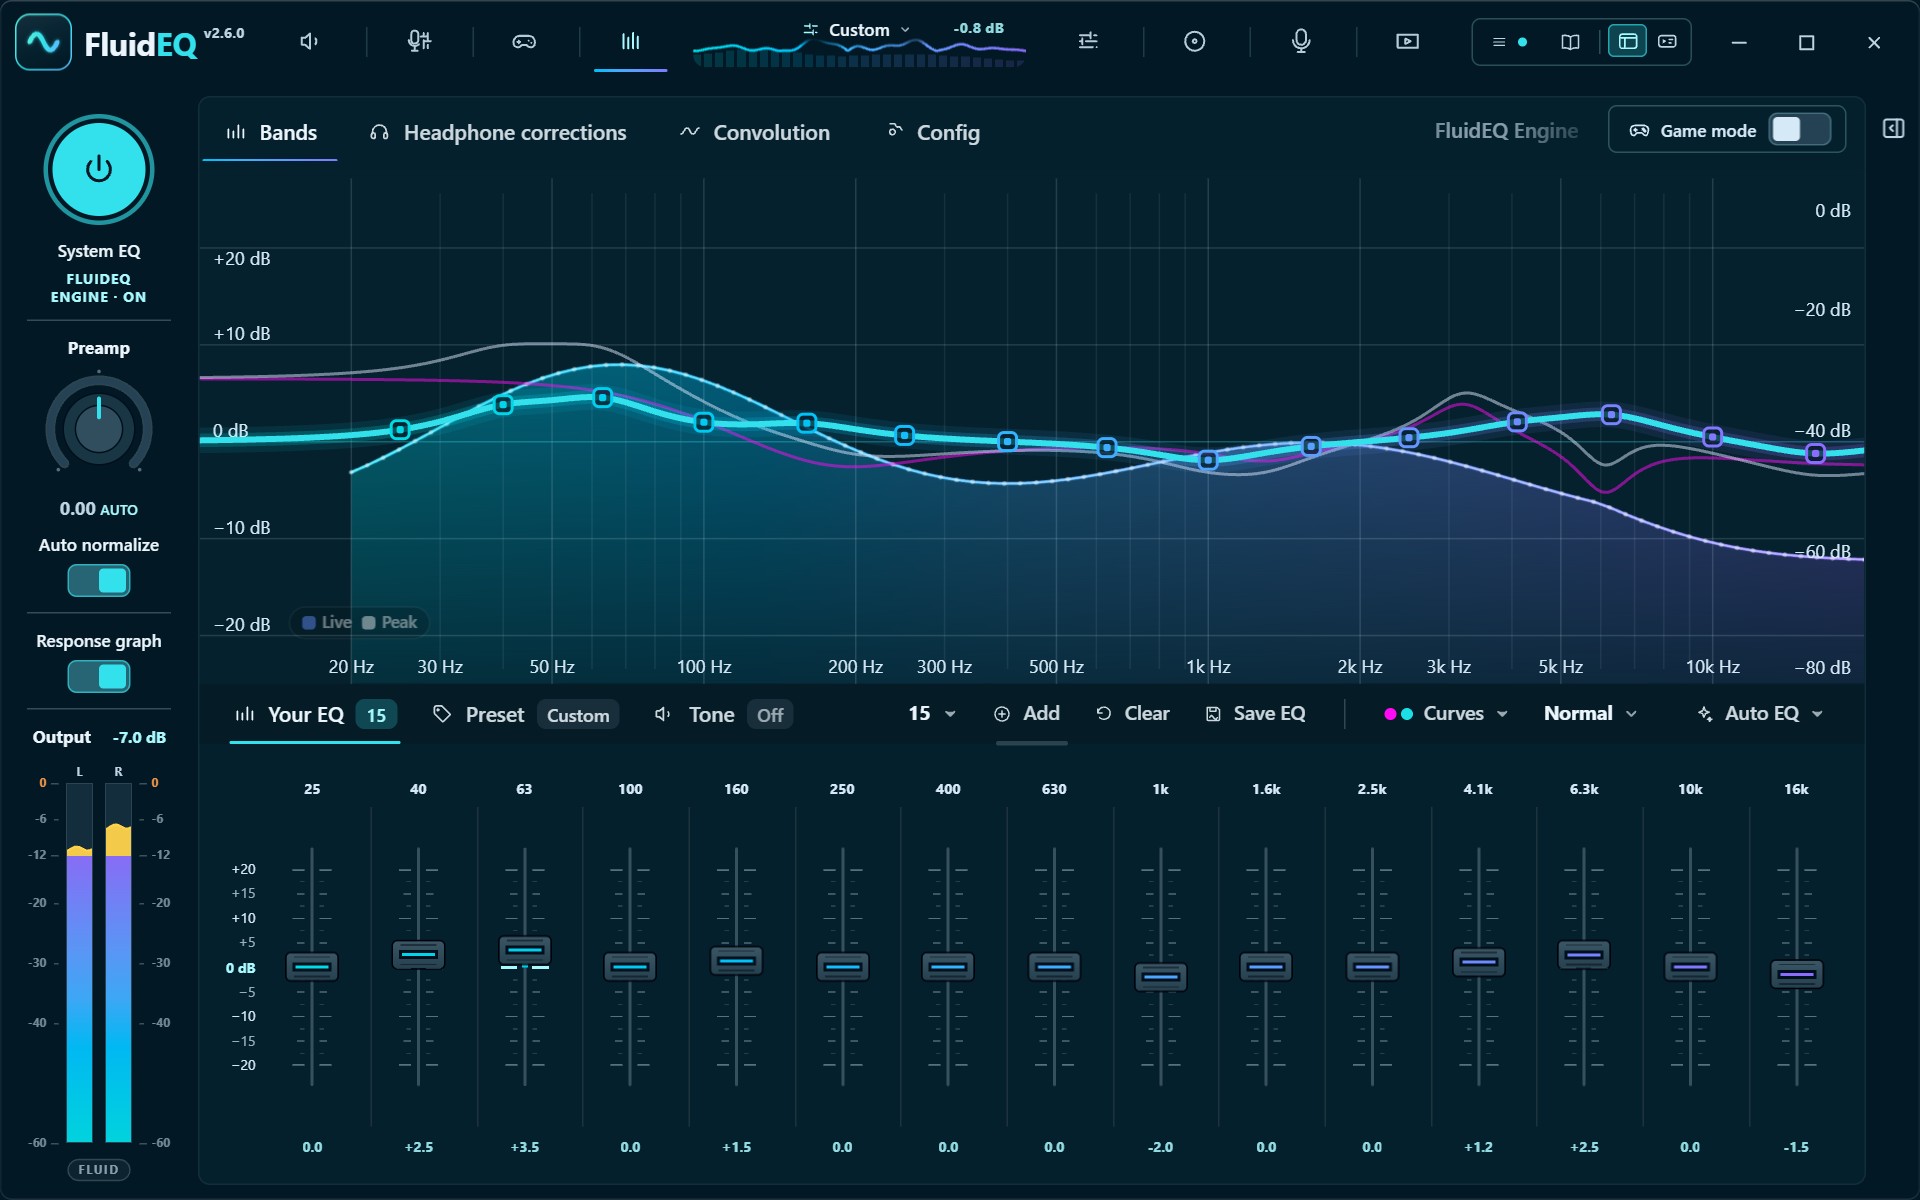 FluidEQ v2.6.0
Custom
-0.8 dB
Bands
Headphone corrections
Convolution
Config
FluidEQ Engine
Game mode
System EQ
FLUIDEQ
ENGINE · ON
Preamp
0.00 AUTO
Auto normalize
Response graph
Output -7.0 dB
L R
0 0
-6 -6
-12 -12
-20 -20
-30 -30
-40 -40
-60 -60
FLUID
+20 dB
+10 dB
0 dB
−10 dB
−20 dB
0 dB
−20 dB
−40 dB
−60 dB
−80 dB
Live Peak
20 Hz 30 Hz 50 Hz 100 Hz 200 Hz 300 Hz 500 Hz 1k Hz 2k Hz 3k Hz 5k Hz 10k Hz
Your EQ 15
Preset Custom
Tone Off
15
Add
Clear
Save EQ
Curves
Normal
Auto EQ
25 40 63 100 160 250 400 630 1k 1.6k 2.5k 4.1k 6.3k 10k 16k
+20
+15
+10
+5
0 dB
−5
−10
−15
−20
0.0 +2.5 +3.5 0.0 +1.5 0.0 0.0 0.0 -2.0 0.0 0.0 +1.2 +2.5 0.0 -1.5